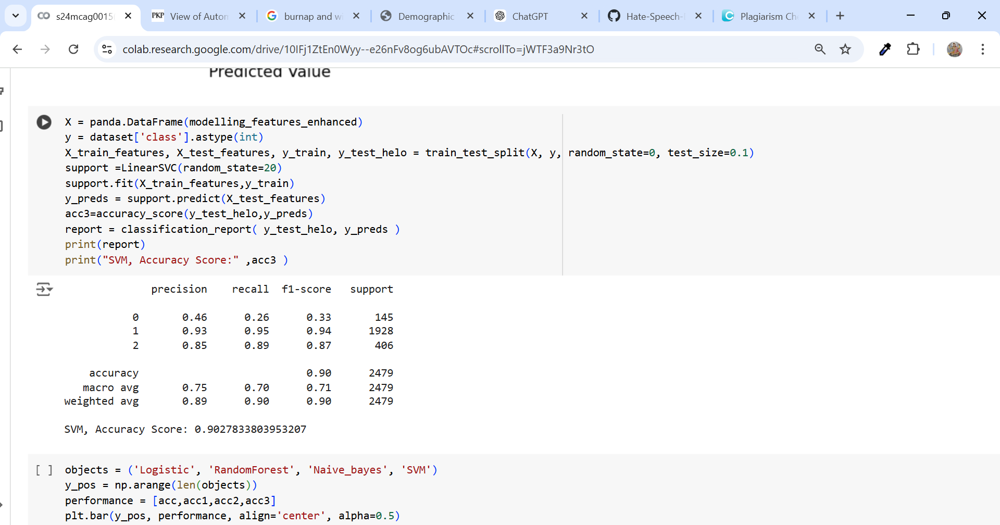 s24mcag0015
View of Autom
burnap and wi
Demographic
ChatGPT
Hate-Speech-
Plagiarism Ch
colab.research.google.com/drive/10IFj1ZtEn0Wyy--e26nFv8og6ubAVTOc#scrollTo=jWTF3a9Nr3tO
Predicted Value
X = panda.DataFrame(modelling_features_enhanced)
y = dataset['class'].astype(int)
X_train_features, X_test_features, y_train, y_test_helo = train_test_split(X, y, random_state=0, test_size=0.1)
support =LinearSVC(random_state=20)
support.fit(X_train_features,y_train)
y_preds = support.predict(X_test_features)
acc3=accuracy_score(y_test_helo,y_preds)
report = classification_report( y_test_helo, y_preds )
print(report)
print("SVM, Accuracy Score:" ,acc3 )
precision recall f1-score support
0 0.46 0.26 0.33 145
1 0.93 0.95 0.94 1928
2 0.85 0.89 0.87 406
accuracy 0.90 2479
macro avg 0.75 0.70 0.71 2479
weighted avg 0.89 0.90 0.90 2479
SVM, Accuracy Score: 0.9027833803953207
[ ] objects = ('Logistic', 'RandomForest', 'Naive_bayes', 'SVM')
y_pos = np.arange(len(objects))
performance = [acc,acc1,acc2,acc3]
plt.bar(y_pos, performance, align='center', alpha=0.5)